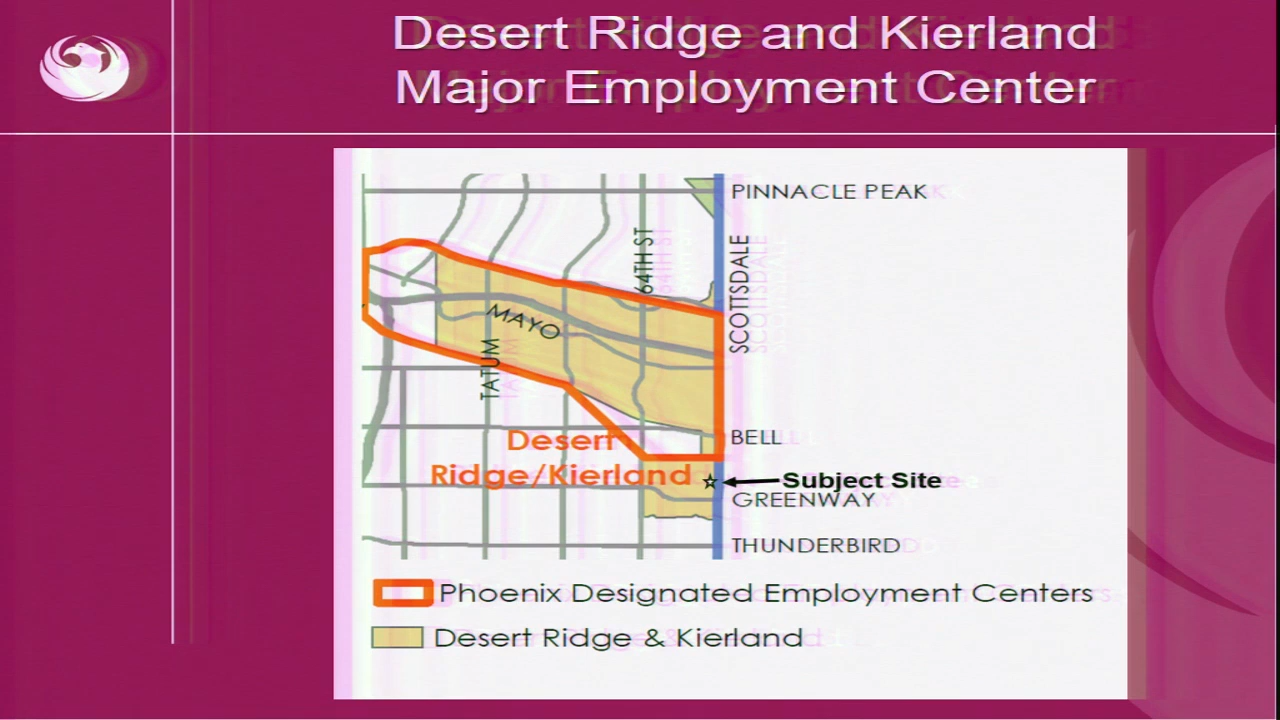 Desert Ridge and Kierland
Major Employment Center
PINNACLE PEAK
64TH ST
SCOTTSDALE
MAYO
TATUM
BELL
Desert
Ridge/Kierland
Subject Site
GREENWAY
THUNDERBIRD
Phoenix Designated Employment Centers
Desert Ridge & Kierland